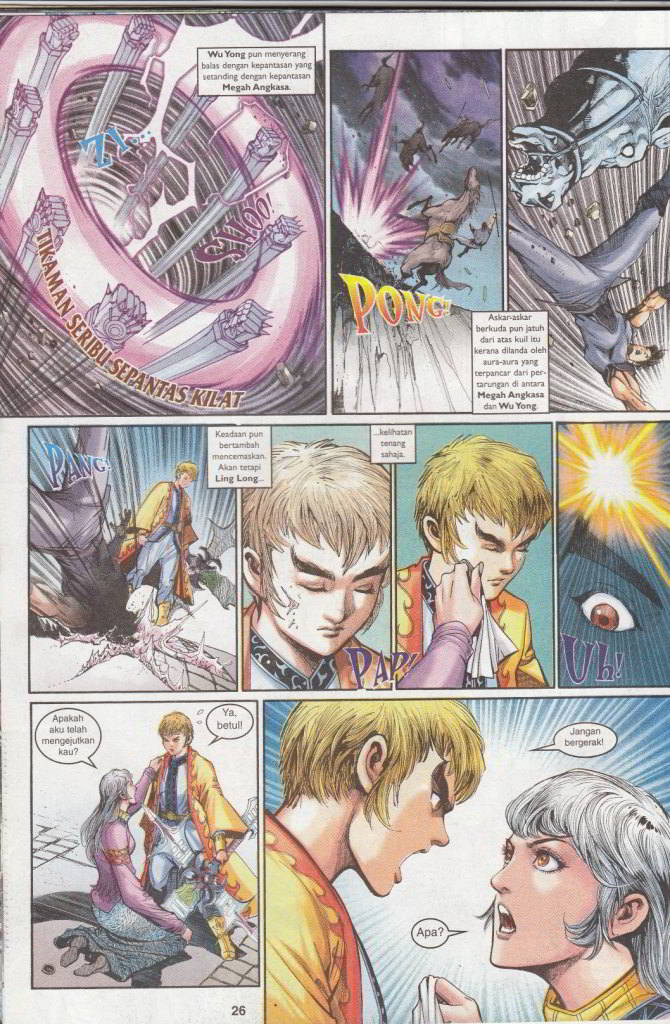 Wu Yong pun menyerang
balas dengan kepantasan yang
setanding dengan kepantasan
Megah Angkasa.
ZI...
TIKAMAN SERIBU SEPANTAS KILAT
PONG!
Askar-askar
berkuda pun jatuh
dari atas kuil itu
kerana dilanda oleh
aura-aura yang
terpancar dari per-
tarungan di antara
Megah Angkasa
dan Wu Yong.
PANG!
Keadaan pun
bertambah
mencemaskan.
Akan tetapi
Ling Long...
...kelihatan
tenang
sahaja.
PAP!
Uh!
Apakah
aku telah
mengejutkan
kau?
Ya,
betul!
Jangan
bergerak!
Apa?
26